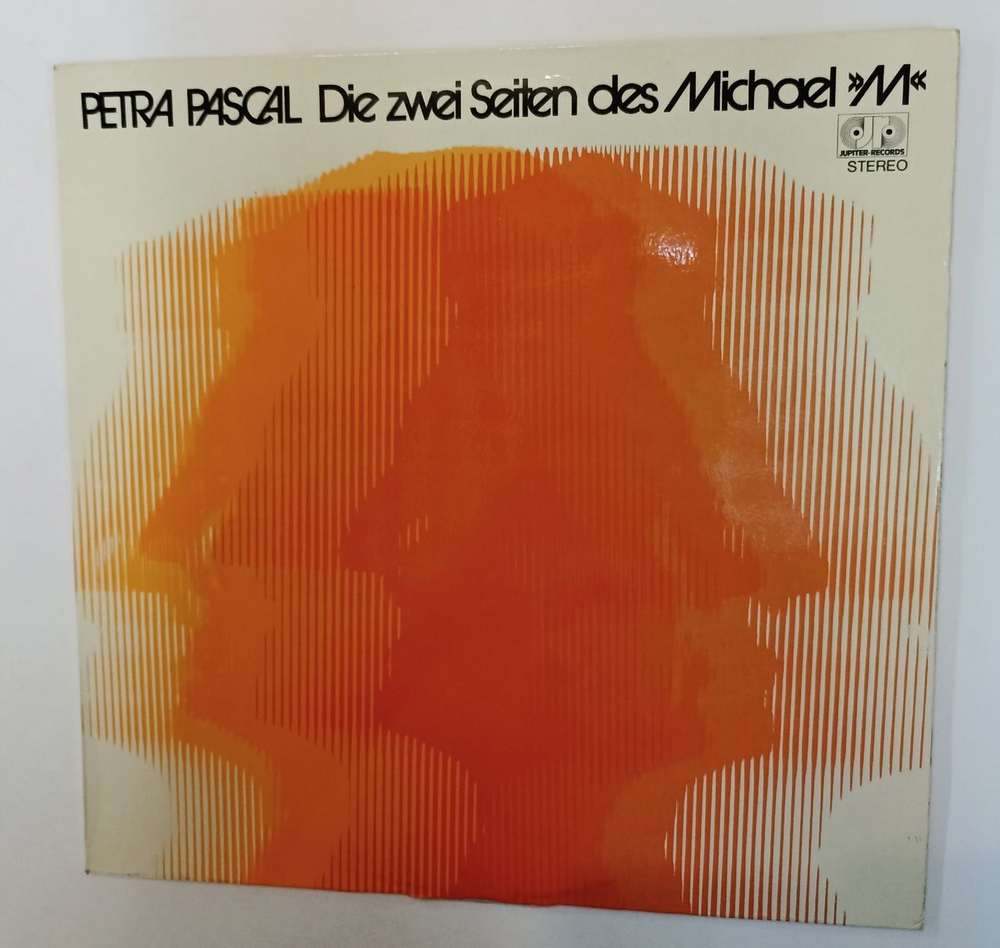 PETRA PASCAL Die zwei Seiten des Michael »M«
JUPITER-RECORDS
STEREO